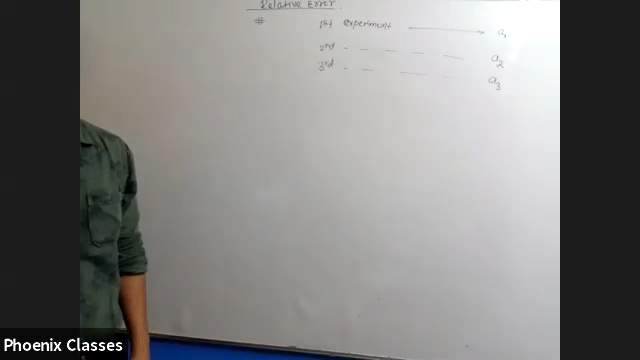 Relative Error.
# 1st experiment → a1
2nd - - - - - a2
3rd - - - - - a3
Phoenix Classes